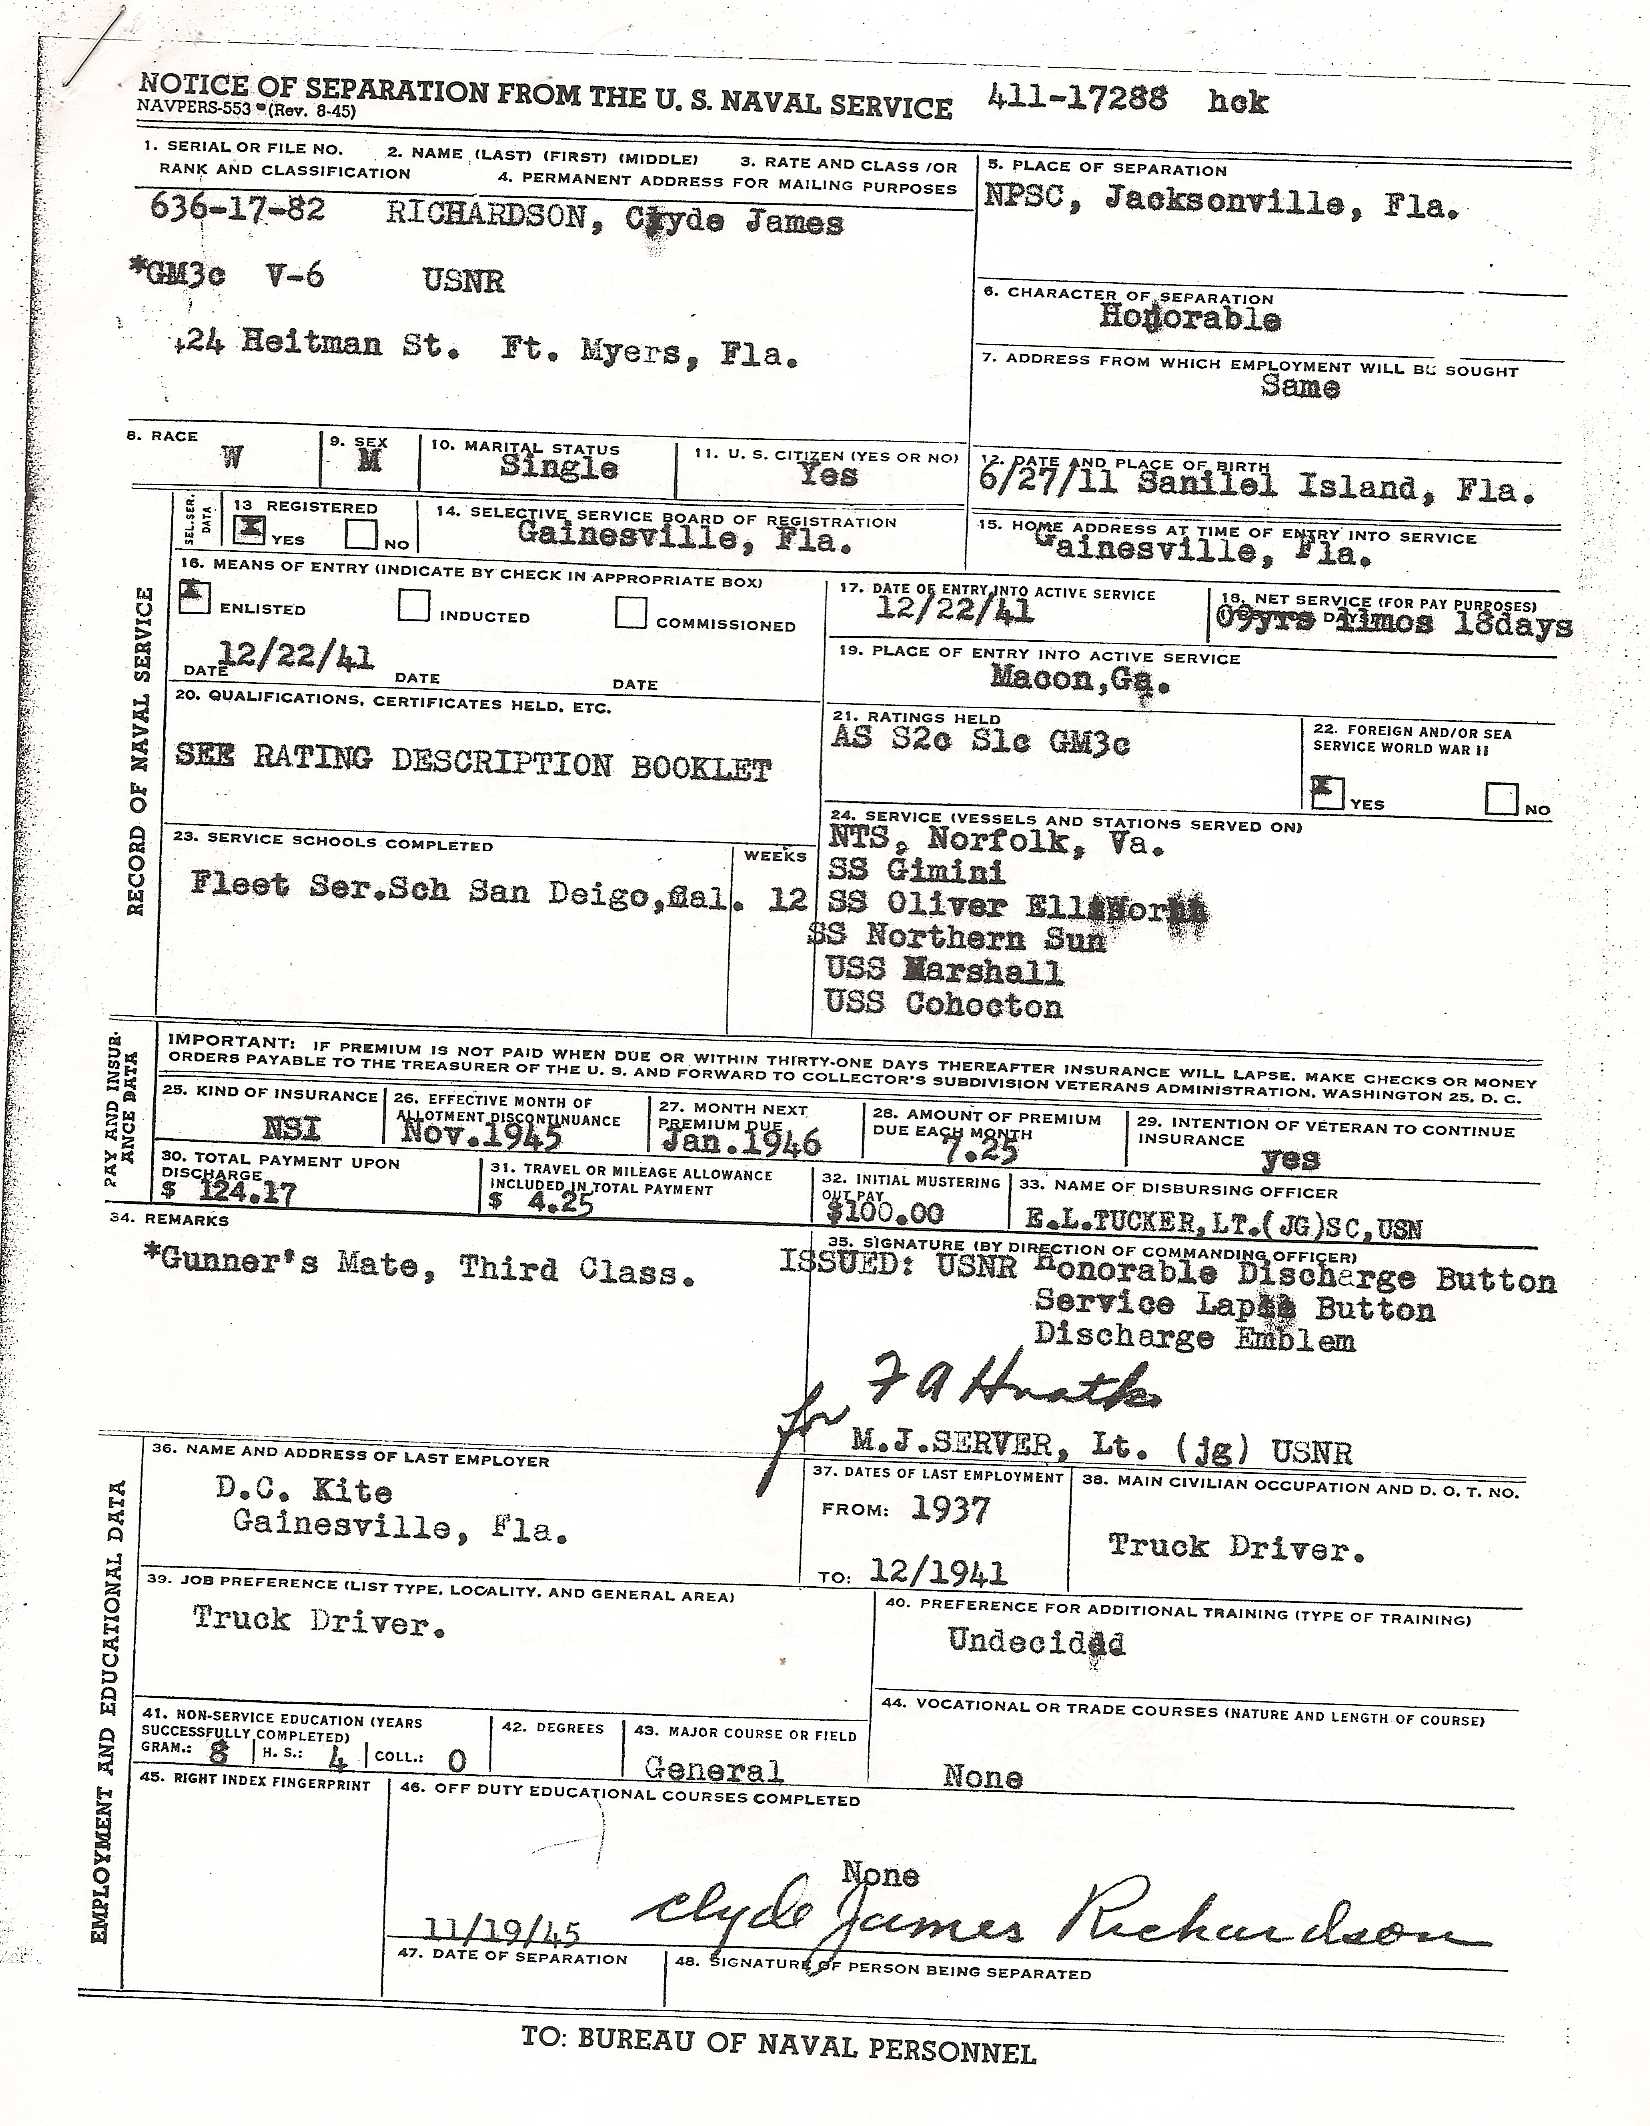 NOTICE OF SEPARATION FROM THE U. S. NAVAL SERVICE 411-17288 hck
NAVPERS-553 (Rev. 8-45)
1. SERIAL OR FILE NO. 2. NAME (LAST) (FIRST) (MIDDLE) 3. RATE AND CLASS /OR
RANK AND CLASSIFICATION 4. PERMANENT ADDRESS FOR MAILING PURPOSES
636-17-82 RICHARDSON, Clyde James
*GM3c V-6 USNR
424 Heitman St. Ft. Myers, Fla.
5. PLACE OF SEPARATION
NPSC, Jacksonville, Fla.
6. CHARACTER OF SEPARATION
Honorable
7. ADDRESS FROM WHICH EMPLOYMENT WILL BE SOUGHT
Same
8. RACE
W
9. SEX
M
10. MARITAL STATUS
Single
11. U. S. CITIZEN (YES OR NO)
Yes
12. DATE AND PLACE OF BIRTH
6/27/11 Sanilel Island, Fla.
RECORD OF NAVAL SERVICE
SEL. SER. DATA
13 REGISTERED
X YES NO
14. SELECTIVE SERVICE BOARD OF REGISTRATION
Gainesville, Fla.
15. HOME ADDRESS AT TIME OF ENTRY INTO SERVICE
Gainesville, Fla.
16. MEANS OF ENTRY (INDICATE BY CHECK IN APPROPRIATE BOX)
X ENLISTED INDUCTED COMMISSIONED
DATE 12/22/41 DATE DATE
17. DATE OF ENTRY INTO ACTIVE SERVICE
12/22/41
18. NET SERVICE (FOR PAY PURPOSES)
09yrs 11mos 18days
19. PLACE OF ENTRY INTO ACTIVE SERVICE
Macon, Ga.
20. QUALIFICATIONS, CERTIFICATES HELD, ETC.
SEE RATING DESCRIPTION BOOKLET
21. RATINGS HELD
AS S2c S1c GM3c
22. FOREIGN AND/OR SEA
SERVICE WORLD WAR II
X YES NO
23. SERVICE SCHOOLS COMPLETED WEEKS
Fleet Ser.Sch San Deigo,Cal. 12
24. SERVICE (VESSELS AND STATIONS SERVED ON)
NTS, Norfolk, Va.
SS Gimini
SS Oliver Ellsworth
SS Northern Sun
USS Marshall
USS Cohocton
PAY AND INSUR-
ANCE DATA
IMPORTANT: IF PREMIUM IS NOT PAID WHEN DUE OR WITHIN THIRTY-ONE DAYS THEREAFTER INSURANCE WILL LAPSE. MAKE CHECKS OR MONEY
ORDERS PAYABLE TO THE TREASURER OF THE U. S. AND FORWARD TO COLLECTOR'S SUBDIVISION VETERANS ADMINISTRATION, WASHINGTON 25, D. C.
25. KIND OF INSURANCE
NSI
26. EFFECTIVE MONTH OF
ALLOTMENT DISCONTINUANCE
Nov.1945
27. MONTH NEXT
PREMIUM DUE
Jan.1946
28. AMOUNT OF PREMIUM
DUE EACH MONTH
7.25
29. INTENTION OF VETERAN TO CONTINUE
INSURANCE
yes
30. TOTAL PAYMENT UPON
DISCHARGE
$ 124.17
31. TRAVEL OR MILEAGE ALLOWANCE
INCLUDED IN TOTAL PAYMENT
$ 4.25
32. INITIAL MUSTERING
OUT PAY
$100.00
33. NAME OF DISBURSING OFFICER
E.L.TUCKER,LT.(JG)SC,USN
34. REMARKS
*Gunner's Mate, Third Class.
35. SIGNATURE (BY DIRECTION OF COMMANDING OFFICER)
ISSUED: USNR Honorable Discharge Button
Service Lapel Button
Discharge Emblem
for
M.J.SERVER, Lt. (jg) USNR
EMPLOYMENT AND EDUCATIONAL DATA
36. NAME AND ADDRESS OF LAST EMPLOYER
D.C. Kite
Gainesville, Fla.
37. DATES OF LAST EMPLOYMENT
FROM: 1937
TO: 12/1941
38. MAIN CIVILIAN OCCUPATION AND D. O. T. NO.
Truck Driver.
39. JOB PREFERENCE (LIST TYPE, LOCALITY, AND GENERAL AREA)
Truck Driver.
40. PREFERENCE FOR ADDITIONAL TRAINING (TYPE OF TRAINING)
Undecided
41. NON-SERVICE EDUCATION (YEARS
SUCCESSFULLY COMPLETED)
GRAM.: 8 H. S.: 4 COLL.: 0
42. DEGREES
43. MAJOR COURSE OR FIELD
General
44. VOCATIONAL OR TRADE COURSES (NATURE AND LENGTH OF COURSE)
None
45. RIGHT INDEX FINGERPRINT
46. OFF DUTY EDUCATIONAL COURSES COMPLETED
None
11/19/45
Clyde James Richardson
47. DATE OF SEPARATION
48. SIGNATURE OF PERSON BEING SEPARATED
TO: BUREAU OF NAVAL PERSONNEL